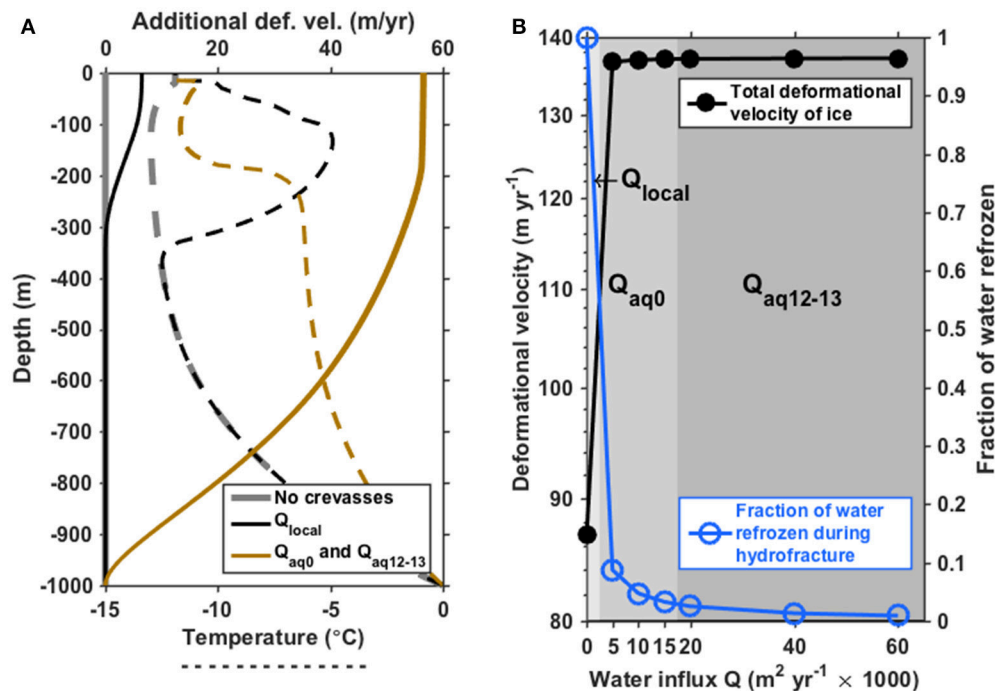 A
Additional def. vel. (m/yr)
0 20 40 60
Depth (m)
0
-100
-200
-300
-400
-500
-600
-700
-800
-900
-1000
No crevasses
Qlocal
Qaq0 and Qaq12-13
-15 -10 -5 0
Temperature (°C)
B
Deformational velocity (m yr-1)
140
130
120
110
100
90
80
Total deformational
velocity of ice
Qlocal
Qaq0
Qaq12-13
Fraction of water
refrozen during
hydrofracture
1
0.9
0.8
0.7
0.6
0.5
0.4
0.3
0.2
0.1
0
Fraction of water refrozen
0 5 10 15 20 40 60
Water influx Q (m2 yr-1 × 1000)